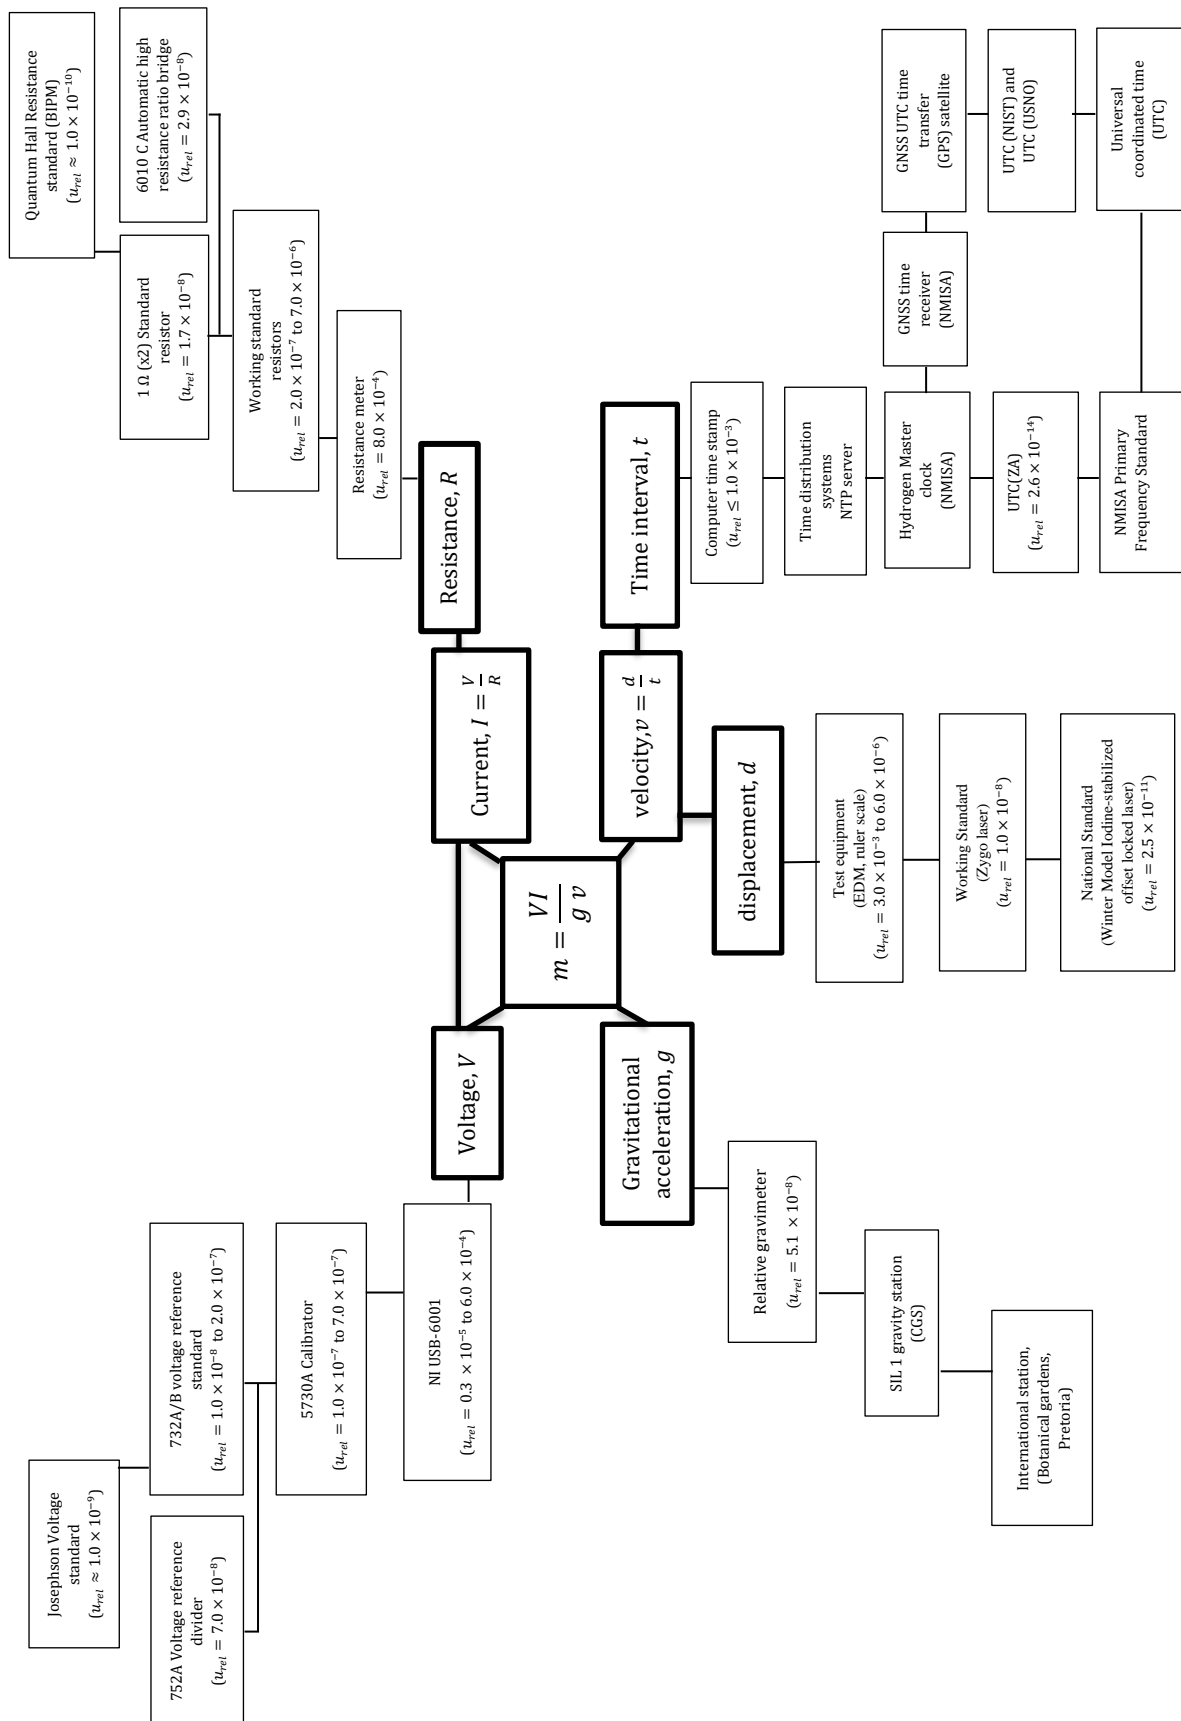 Josephson Voltage
standard
(u_rel ≈ 1.0 × 10⁻⁹)
752A Voltage reference
divider
(u_rel = 7.0 × 10⁻⁸)
732A/B voltage reference
standard
(u_rel = 1.0 × 10⁻⁸ to 2.0 × 10⁻⁷)
5730A Calibrator
(u_rel = 1.0 × 10⁻⁷ to 7.0 × 10⁻⁷)
NI USB-6001
(u_rel = 0.3 × 10⁻⁵ to 6.0 × 10⁻⁴)
Voltage, V
Quantum Hall Resistance
standard (BIPM)
(u_rel ≈ 1.0 × 10⁻¹⁰)
1 Ω (x2) Standard
resistor
(u_rel = 1.7 × 10⁻⁸)
6010 C Automatic high
resistance ratio bridge
(u_rel = 2.9 × 10⁻⁸)
Working standard
resistors
(u_rel = 2.0 × 10⁻⁷ to 7.0 × 10⁻⁶)
Resistance meter
(u_rel = 8.0 × 10⁻⁴)
Resistance, R
Current, I = V/R
m = VI/g v
Gravitational
acceleration, g
Relative gravimeter
(u_rel = 5.1 × 10⁻⁸)
SIL 1 gravity station
(CGS)
International station,
(Botanical gardens,
Pretoria)
velocity,v = d/t
displacement, d
Test equipment
(EDM, ruler scale)
(u_rel = 3.0 × 10⁻³ to 6.0 × 10⁻⁶)
Working Standard
(Zygo laser)
(u_rel = 1.0 × 10⁻⁸)
National Standard
(Winter Model Iodine-stabilized
offset locked laser)
(u_rel = 2.5 × 10⁻¹¹)
Time interval, t
Computer time stamp
(u_rel ≤ 1.0 × 10⁻³)
Time distribution
systems
NTP server
Hydrogen Master
clock
(NMISA)
UTC(ZA)
(u_rel = 2.6 × 10⁻¹⁴)
NMISA Primary
Frequency Standard
GNSS time
receiver
(NMISA)
GNSS UTC time
transfer
(GPS) satellite
UTC (NIST) and
UTC (USNO)
Universal
coordinated time
(UTC)